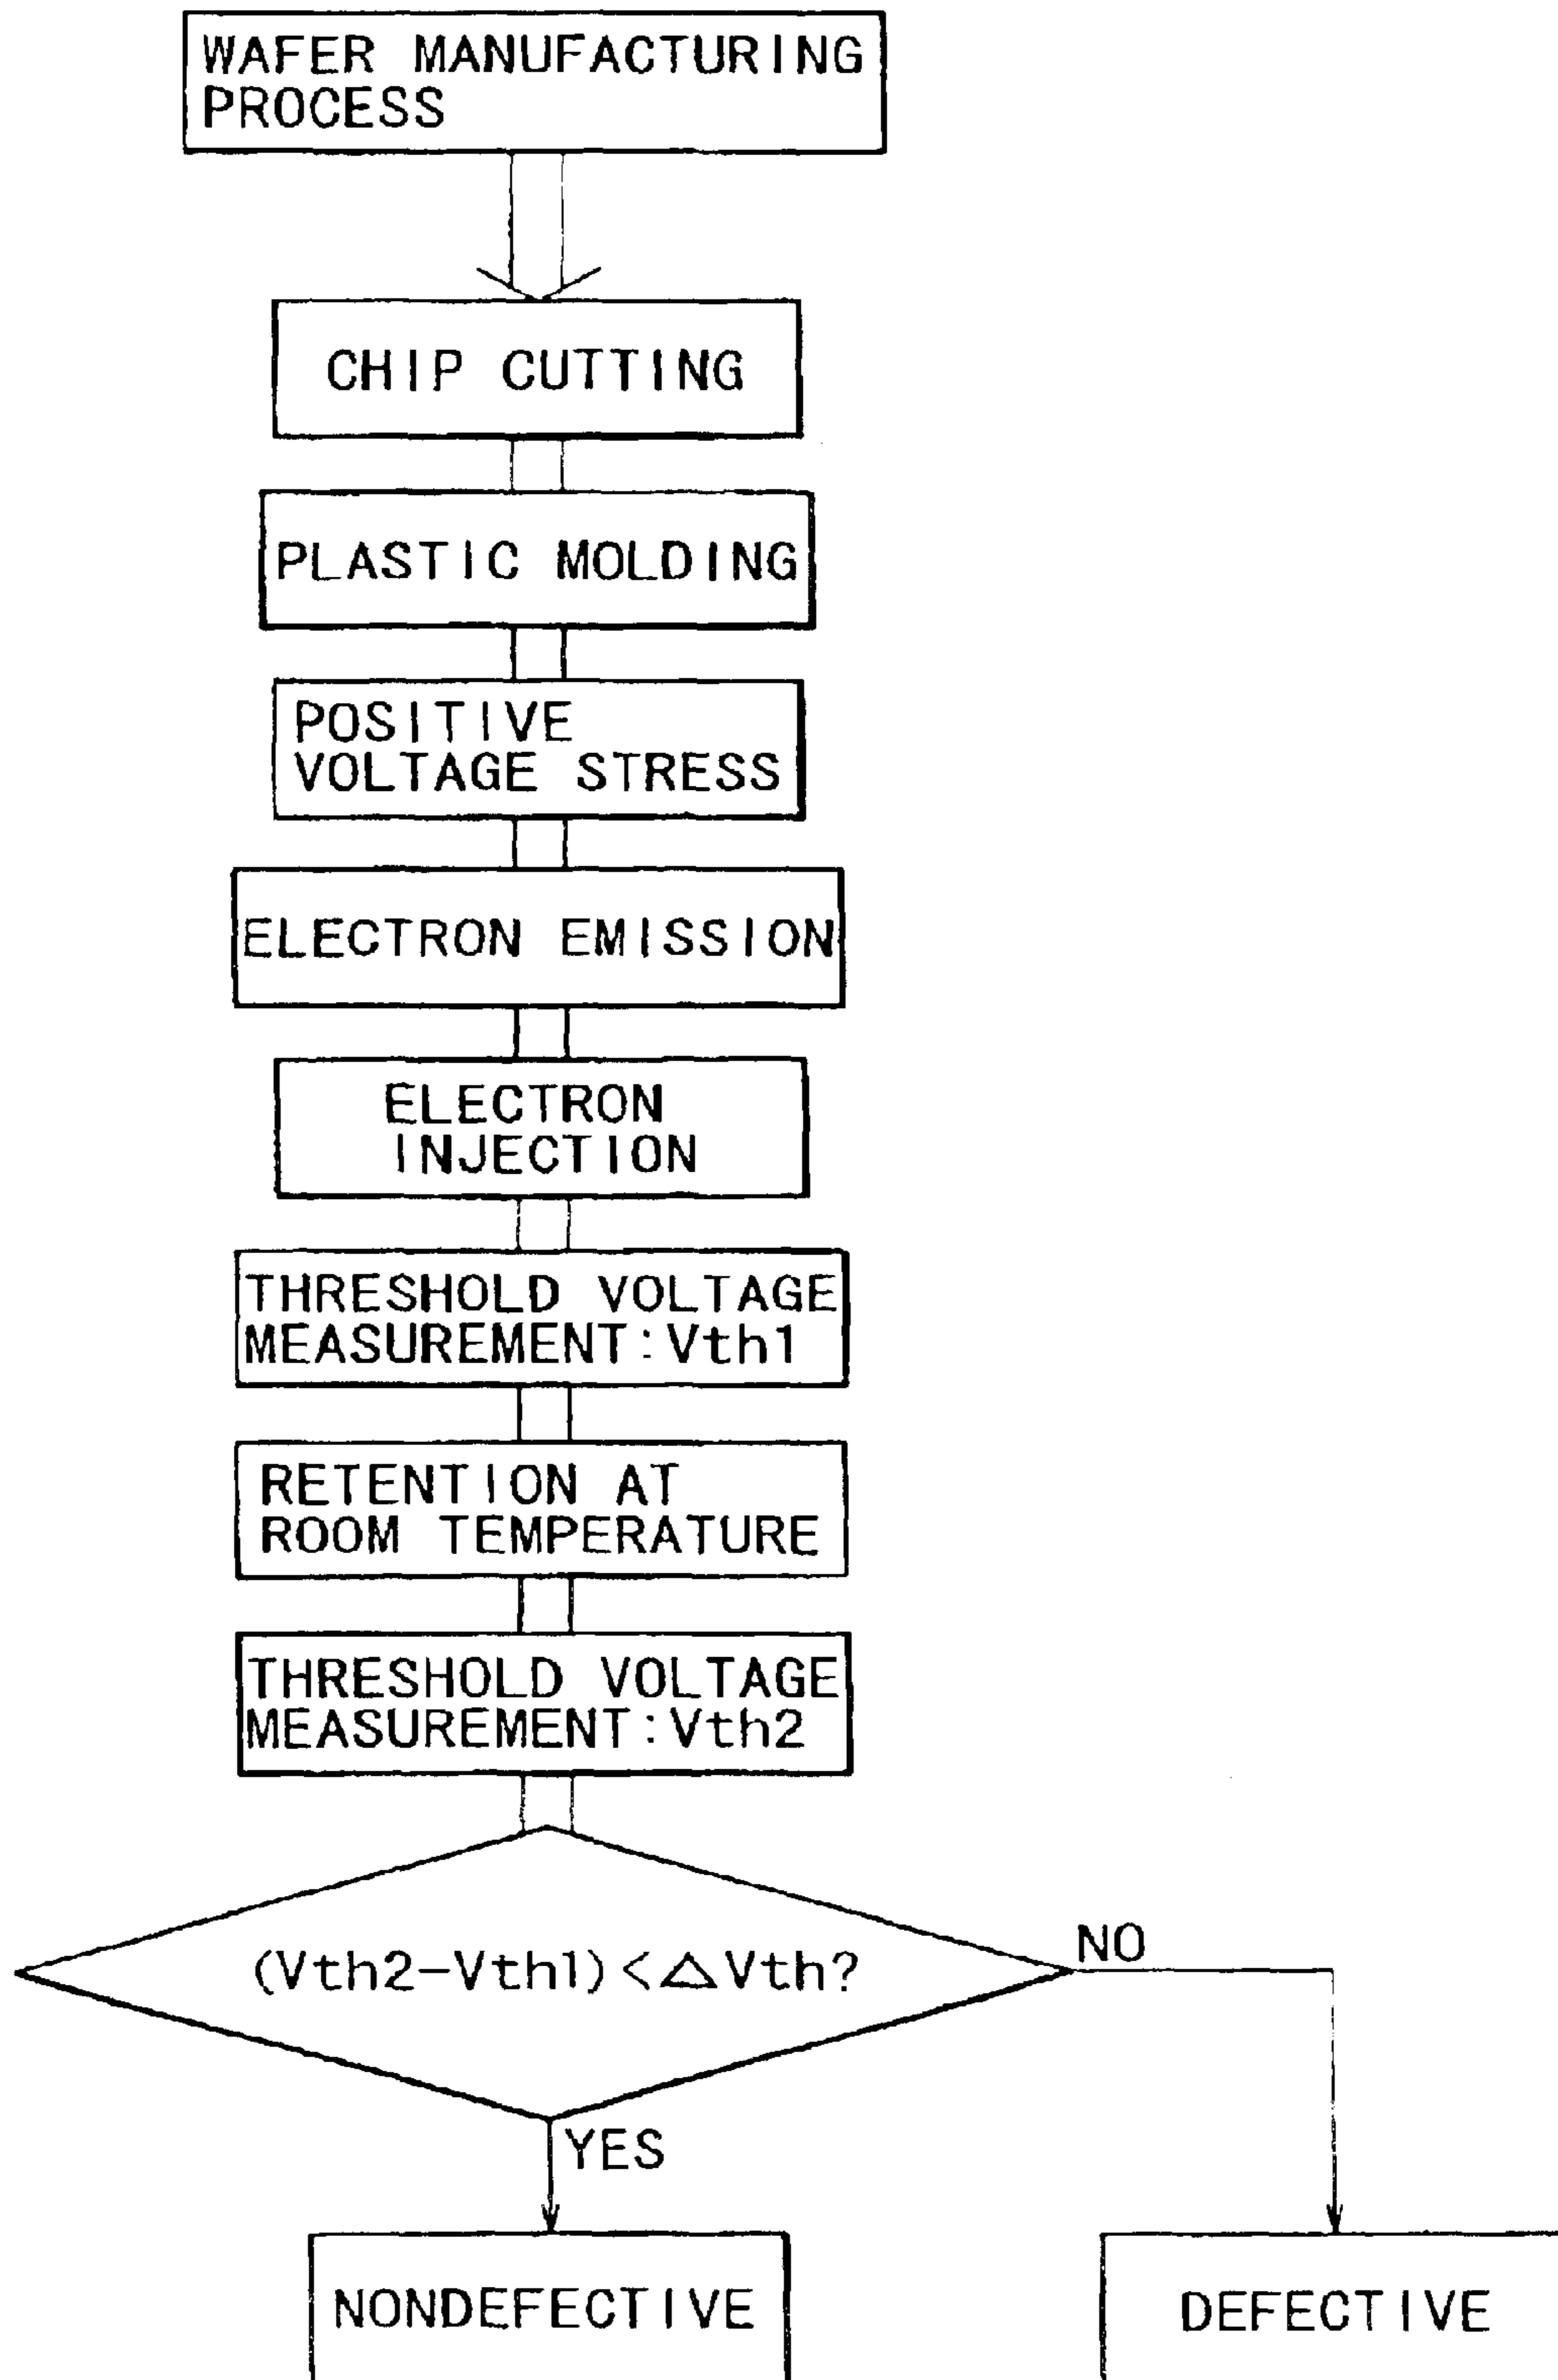 WAFER MANUFACTURING
PROCESS
CHIP CUTTING
PLASTIC MOLDING
POSITIVE
VOLTAGE STRESS
ELECTRON EMISSION
ELECTRON
INJECTION
THRESHOLD VOLTAGE
MEASUREMENT:Vth1
RETENTION AT
ROOM TEMPERATURE
THRESHOLD VOLTAGE
MEASUREMENT:Vth2
(Vth2-Vth1)<△Vth?
NO
YES
NONDEFECTIVE
DEFECTIVE